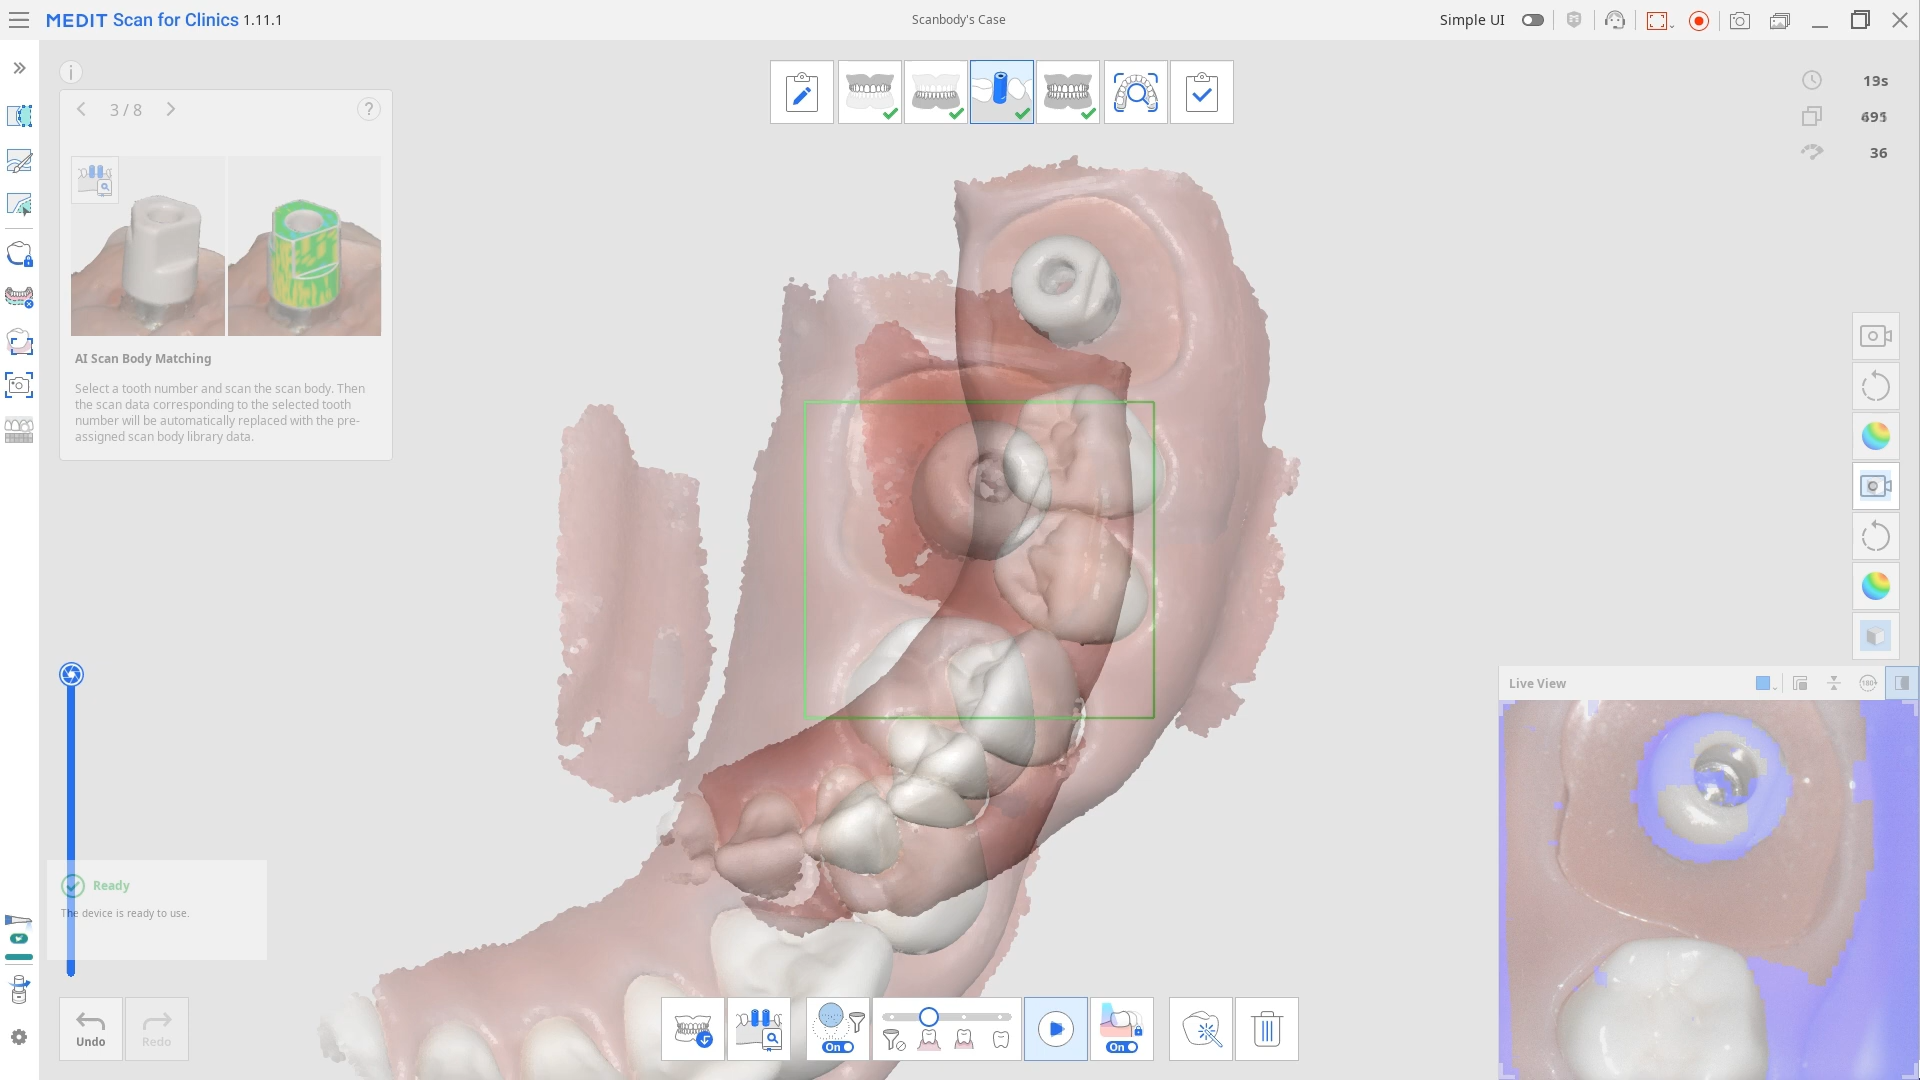 MEDIT Scan for Clinics 1.11.1
Scanbody's Case
Simple UI
3 / 8
?
i
19s
36
AI Scan Body Matching
Select a tooth number and scan the scan body. Then
the scan data corresponding to the selected tooth
number will be automatically replaced with the pre-
assigned scan body library data.
Live View
180°
Ready
The device is ready to use.
Undo
Redo
On
On